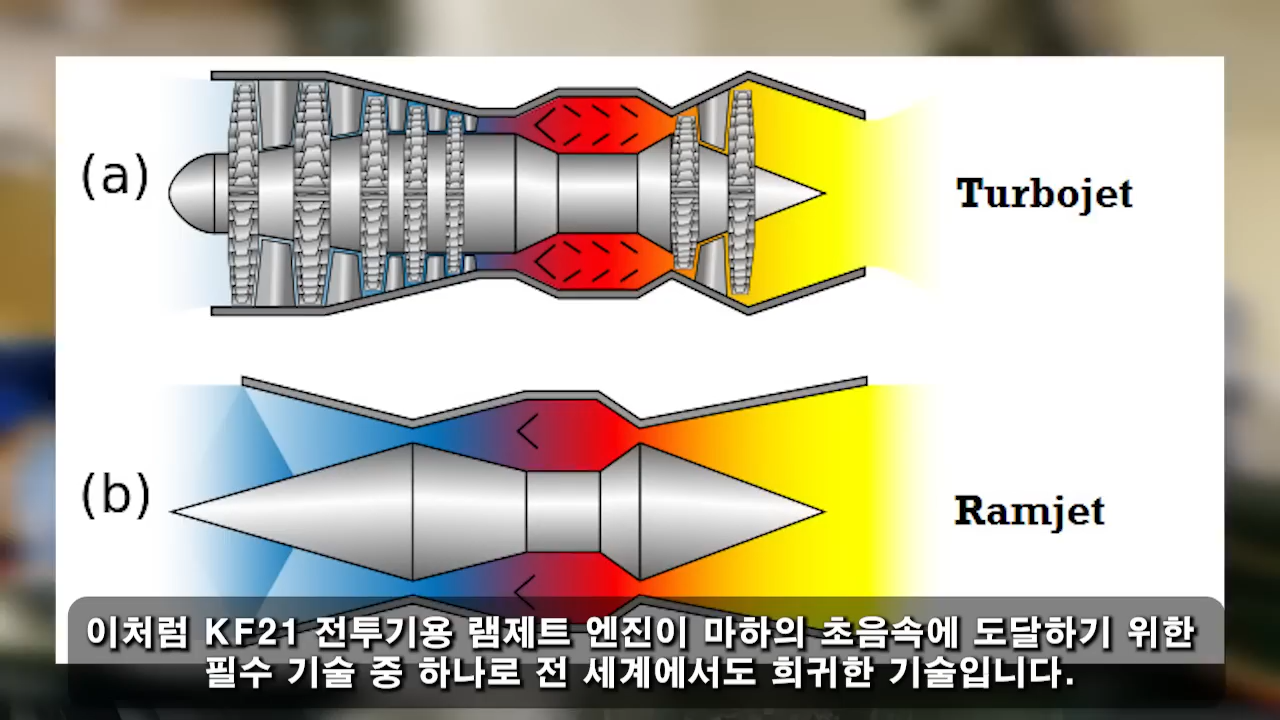 (a)
Turbojet
(b)
Ramjet
이처럼 KF21 전투기용 램제트 엔진이 마하의 초음속에 도달하기 위한
필수 기술 중 하나로 전 세계에서도 희귀한 기술입니다.